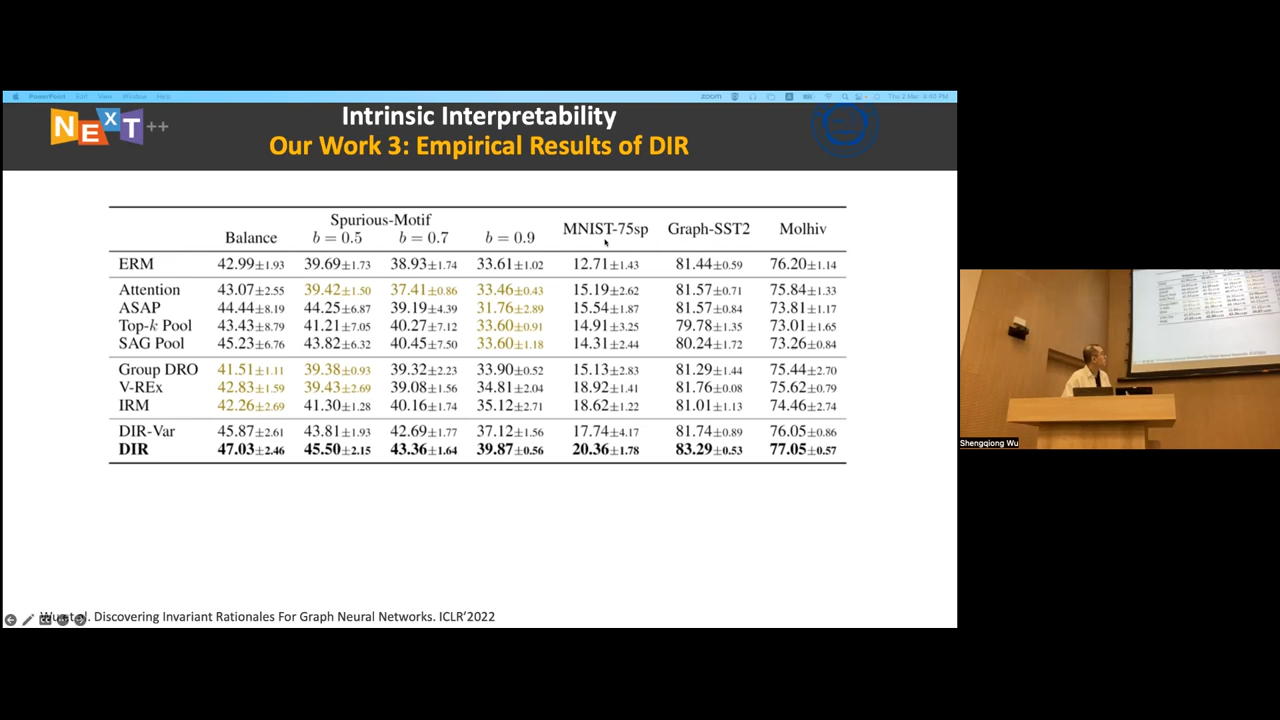 PowerPoint Edit View Window Help
zoom Thu 2 Mar
NEXT++
Intrinsic Interpretability
Our Work 3: Empirical Results of DIR
Spurious-Motif
Balance b = 0.5 b = 0.7 b = 0.9 MNIST-75sp Graph-SST2 Molhiv
ERM 42.99±1.93 39.69±1.73 38.93±1.74 33.61±1.02 12.71±1.43 81.44±0.59 76.20±1.14
Attention 43.07±2.55 39.42±1.50 37.41±0.86 33.46±0.43 15.19±2.62 81.57±0.71 75.84±1.33
ASAP 44.44±8.19 44.25±6.87 39.19±4.39 31.76±2.89 15.54±1.87 81.57±0.84 73.81±1.17
Top-k Pool 43.43±8.79 41.21±7.05 40.27±7.12 33.60±0.91 14.91±3.25 79.78±1.35 73.01±1.65
SAG Pool 45.23±6.76 43.82±6.32 40.45±7.50 33.60±1.18 14.31±2.44 80.24±1.72 73.26±0.84
Group DRO 41.51±1.11 39.38±0.93 39.32±2.23 33.90±0.52 15.13±2.83 81.29±1.44 75.44±2.70
V-REx 42.83±1.59 39.43±2.69 39.08±1.56 34.81±2.04 18.92±1.41 81.76±0.08 75.62±0.79
IRM 42.26±2.69 41.30±1.28 40.16±1.74 35.12±2.71 18.62±1.22 81.01±1.13 74.46±2.74
DIR-Var 45.87±2.61 43.81±1.93 42.69±1.77 37.12±1.56 17.74±4.17 81.74±0.89 76.05±0.86
DIR 47.03±2.46 45.50±2.15 43.36±1.64 39.87±0.56 20.36±1.78 83.29±0.53 77.05±0.57
Shengqiong Wu
Wu et al. Discovering Invariant Rationales For Graph Neural Networks. ICLR'2022